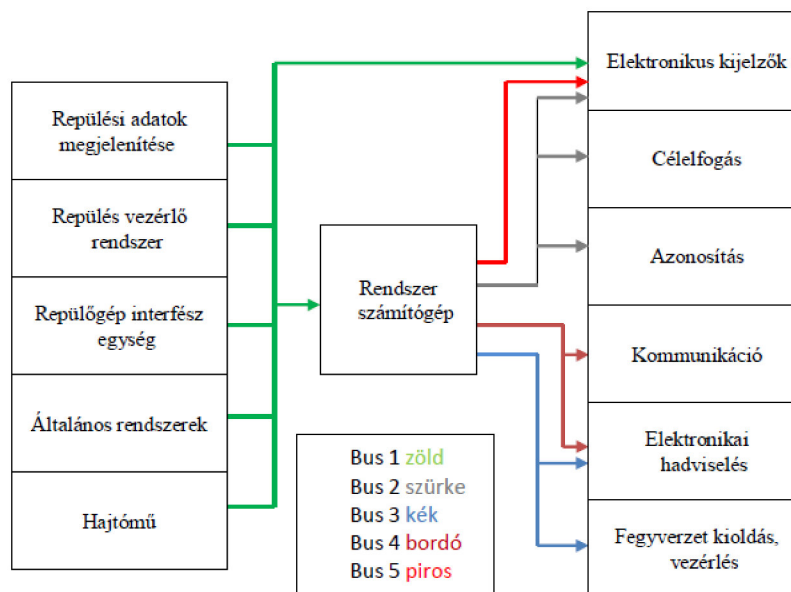 Repülési adatok
megjelenítése
Repülés vezérlő
rendszer
Repülőgép interfész
egység
Általános rendszerek
Hajtómű
Rendszer
számítógép
Bus 1 zöld
Bus 2 szürke
Bus 3 kék
Bus 4 bordó
Bus 5 piros
Elektronikus kijelzők
Célelfogás
Azonosítás
Kommunikáció
Elektronikai
hadviselés
Fegyverzet kioldás,
vezérlés